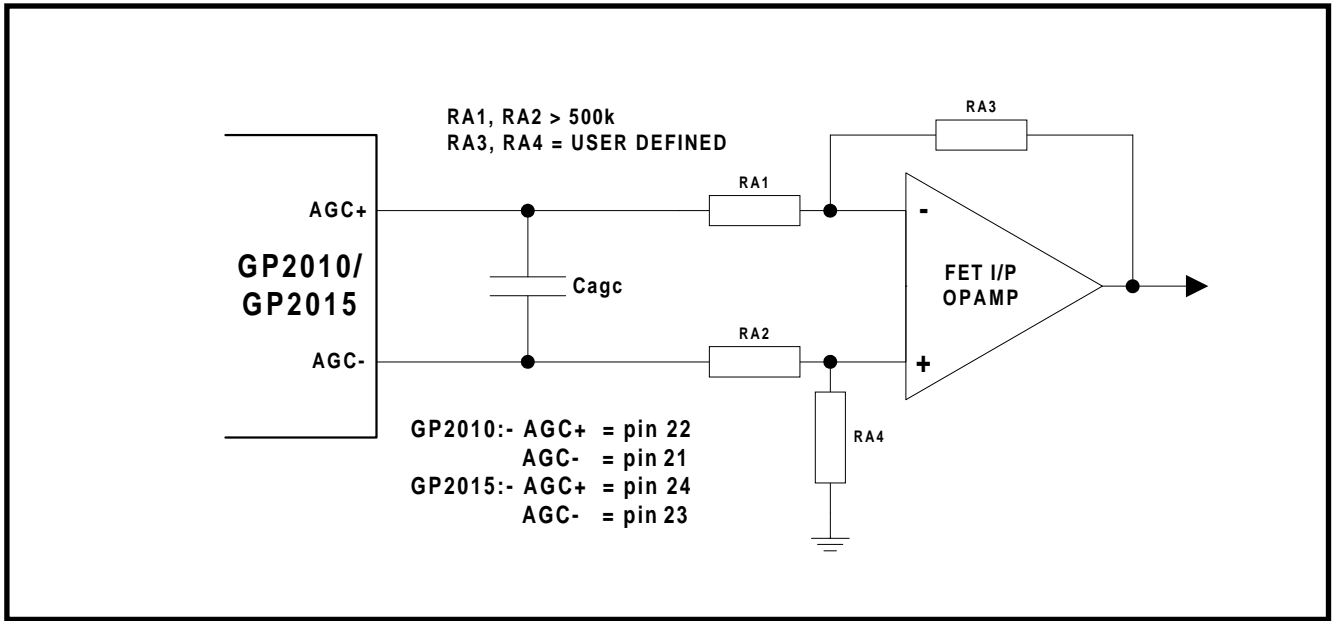 RA1, RA2 > 500k
RA3, RA4 = USER DEFINED
RA3
RA1
AGC+
-
GP2010/
GP2015
Cagc
FET I/P
OPAMP
RA2
AGC-
+
GP2010:- AGC+ = pin 22
AGC- = pin 21
GP2015:- AGC+ = pin 24
AGC- = pin 23
RA4